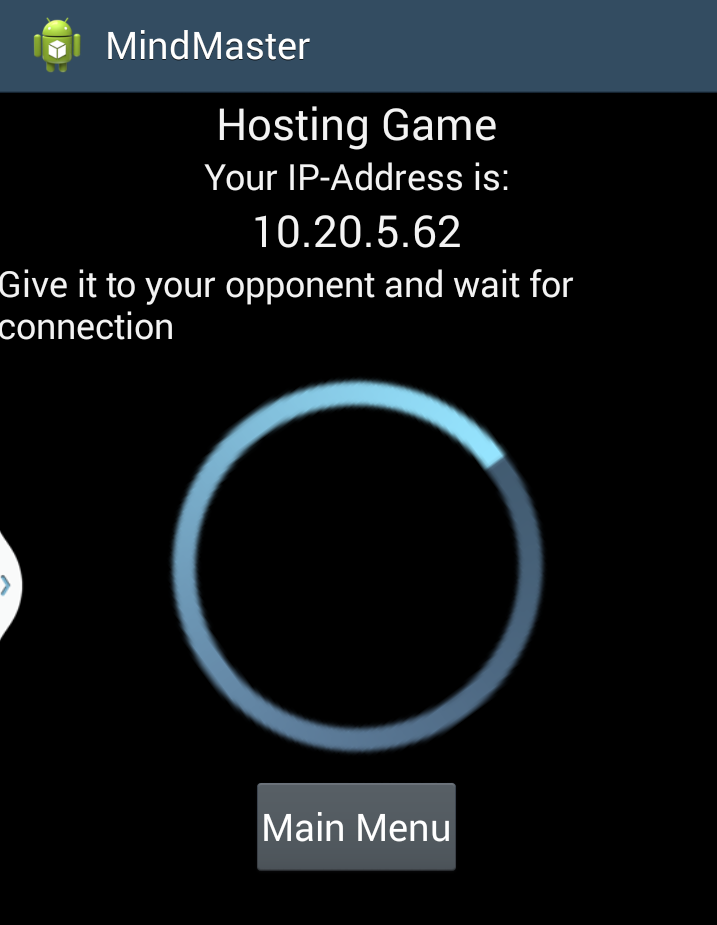 MindMaster
Hosting Game
Your IP-Address is:
10.20.5.62
Give it to your opponent and wait for
connection
Main Menu